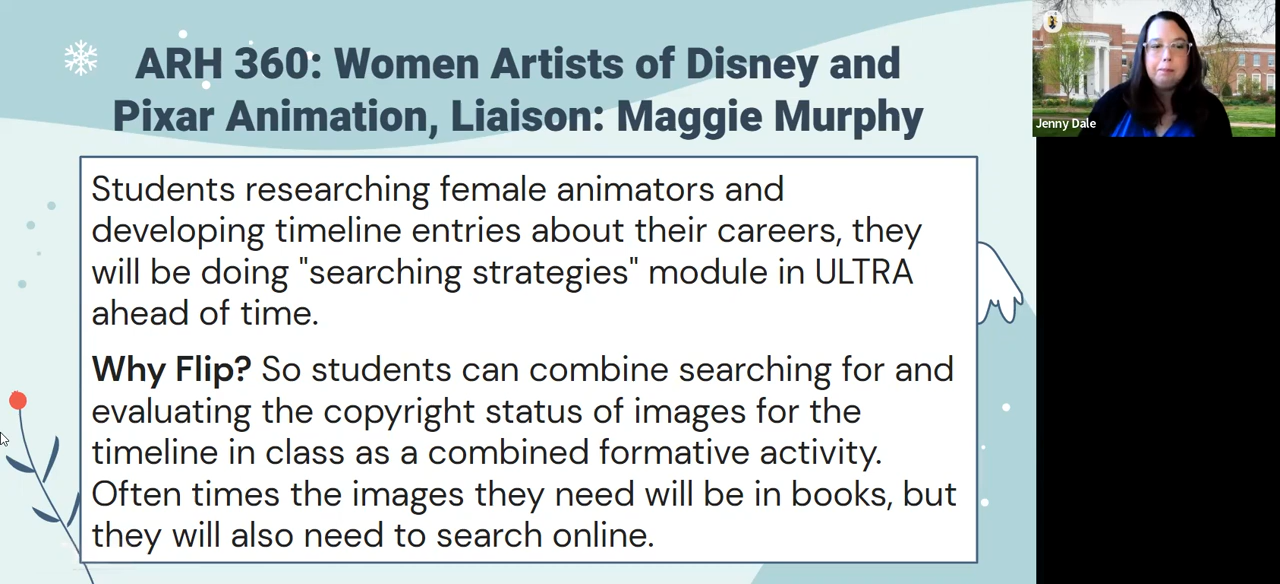 ARH 360: Women Artists of Disney and
Pixar Animation, Liaison: Maggie Murphy
Jenny Dale
Students researching female animators and
developing timeline entries about their careers, they
will be doing "searching strategies" module in ULTRA
ahead of time.
Why Flip? So students can combine searching for and
evaluating the copyright status of images for the
timeline in class as a combined formative activity.
Often times the images they need will be in books, but
they will also need to search online.